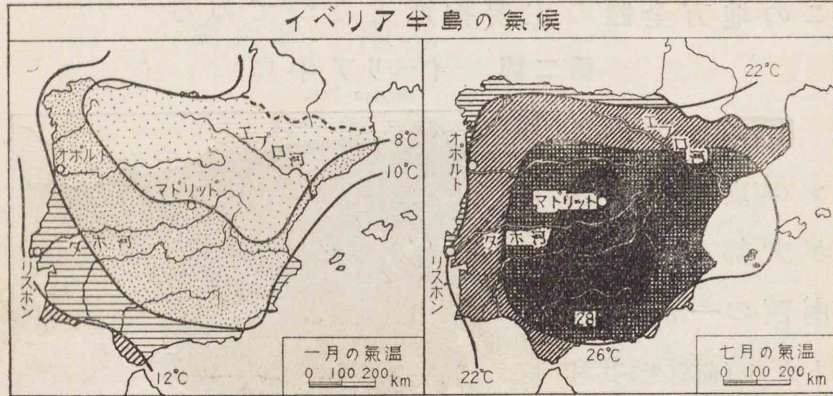 イベリア半島の氣候
8°C
10°C
12°C
エブロ河
オポルト
マドリット
タホ河
リスボン
一月の氣温
0 100 200 km
22°C
エブロ河
オポルト
マドリット
タホ河
リスボン
28
26°C
22°C
七月の氣温
0 100 200 km